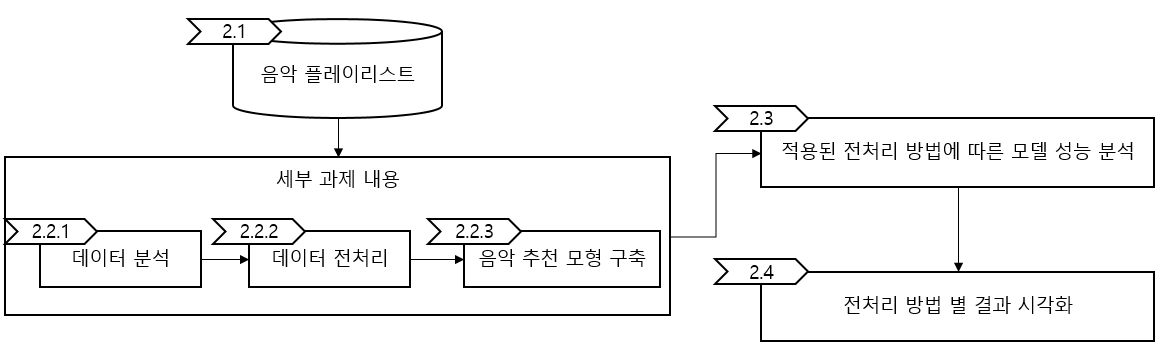 2.1
음악 플레이리스트
세부 과제 내용
2.2.1
데이터 분석
2.2.2
데이터 전처리
2.2.3
음악 추천 모형 구축
2.3
적용된 전처리 방법에 따른 모델 성능 분석
2.4
전처리 방법 별 결과 시각화